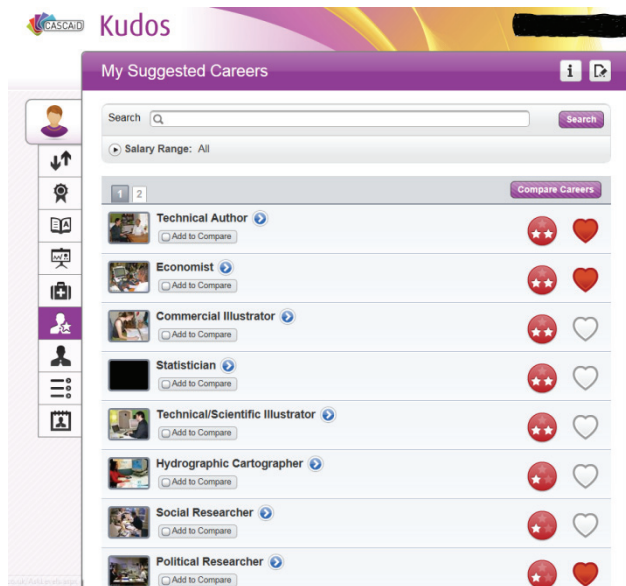 CASCAiD Kudos
My Suggested Careers
Search Search
Salary Range: All
1 2 Compare Careers
Technical Author
Add to Compare
Economist
Add to Compare
Commercial Illustrator
Add to Compare
Statistician
Add to Compare
Technical/Scientific Illustrator
Add to Compare
Hydrographic Cartographer
Add to Compare
Social Researcher
Add to Compare
Political Researcher
Add to Compare